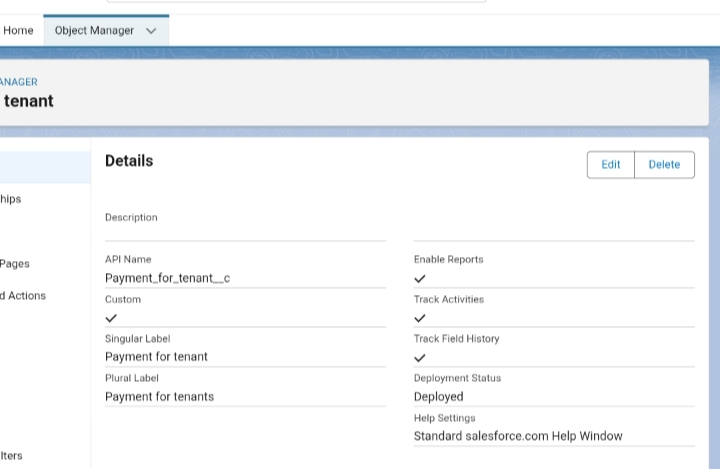 Home Object Manager
ANAGER
tenant
Details
Edit Delete
hips
Description
Pages
API Name
Enable Reports
Payment_for_tenant__c
d Actions
Custom
Track Activities
Singular Label
Track Field History
Payment for tenant
Plural Label
Deployment Status
Payment for tenants
Deployed
Help Settings
Standard salesforce.com Help Window
lters